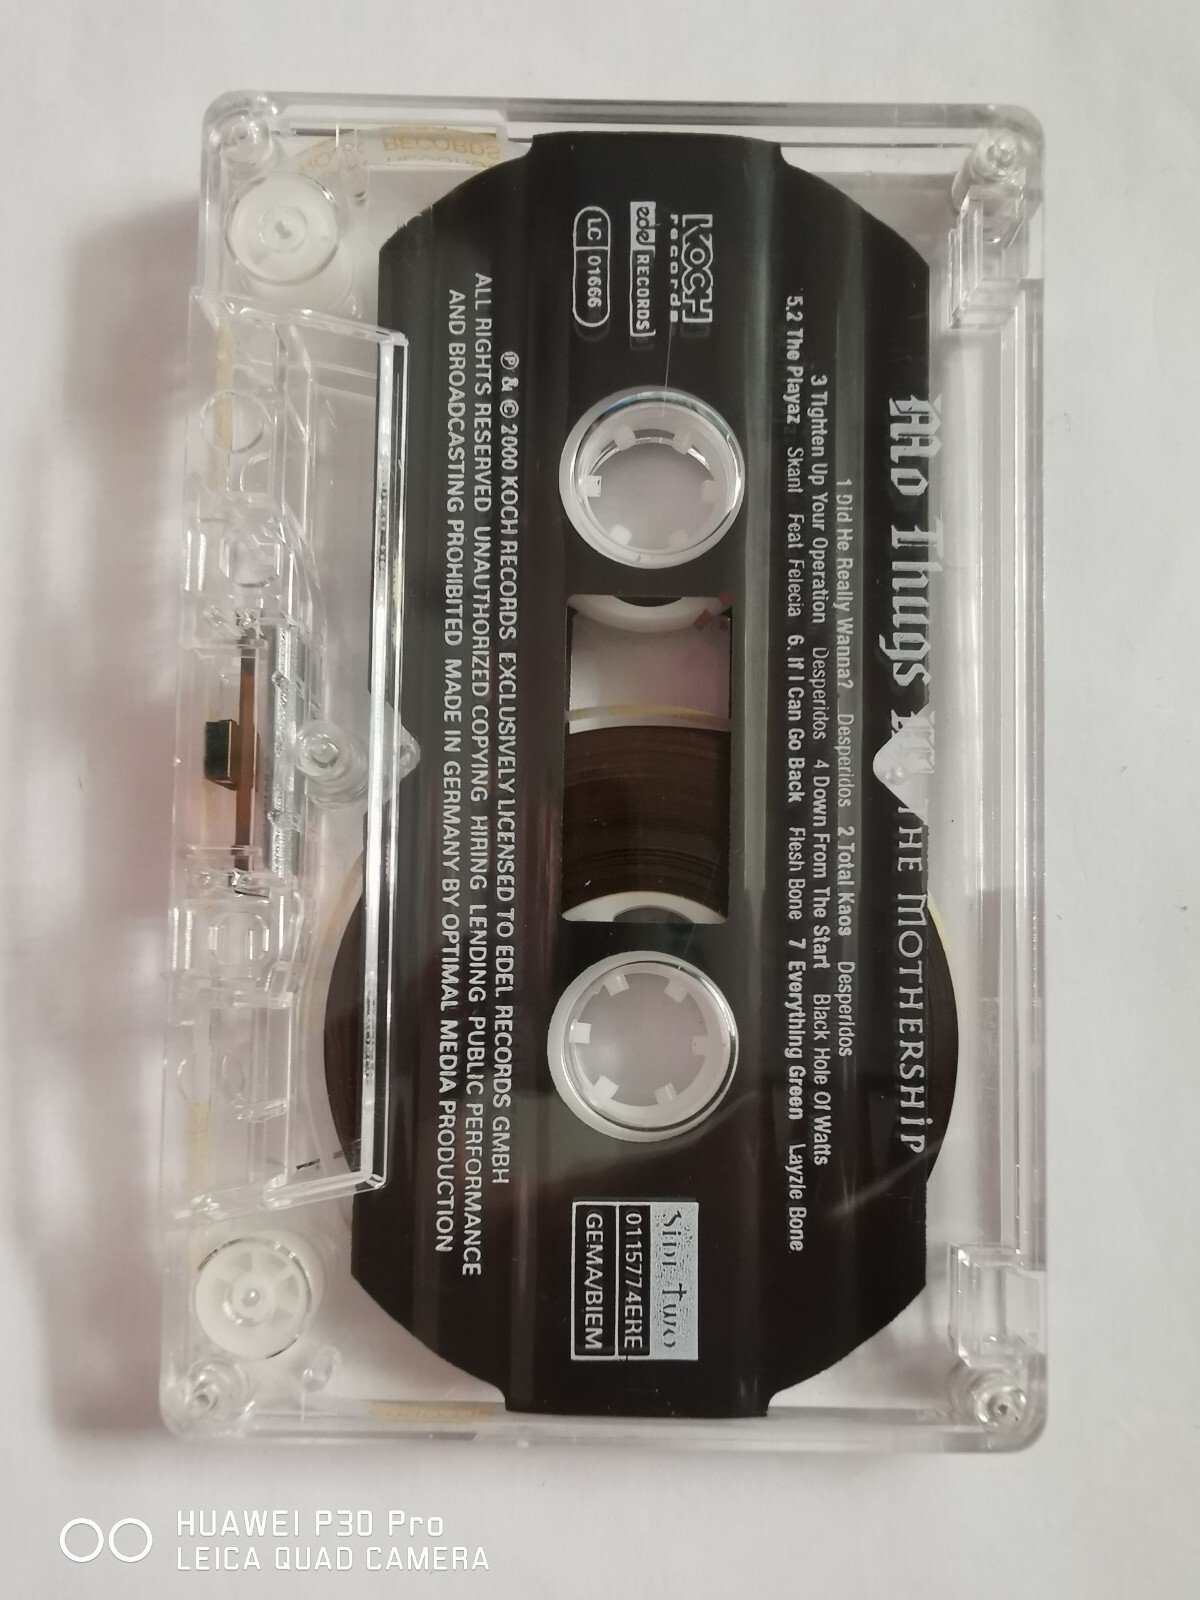 Mo Thugs III THE MOTHERSHIP
1 Did He Really Wanna? Desperidos 2 Total Kaos Desperidos
3 Tighten Up Your Operation Desperidos 4 Down From The Start Black Hole Of Watts
5.2 The Playaz Skant Feat Felecia 6. If I Can Go Back Flesh Bone 7 Everything Green Layzie Bone
KOCH
records
edel RECORDS
LC 01666
Side Two
0115774ERE
GEMA/BIEM
℗ & © 2000 KOCH RECORDS EXCLUSIVELY LICENSED TO EDEL RECORDS GMBH
ALL RIGHTS RESERVED UNAUTHORIZED COPYING HIRING LENDING PUBLIC PERFORMANCE
AND BROADCASTING PROHIBITED MADE IN GERMANY BY OPTIMAL MEDIA PRODUCTION
RECORDS
HUAWEI P30 Pro
LEICA QUAD CAMERA